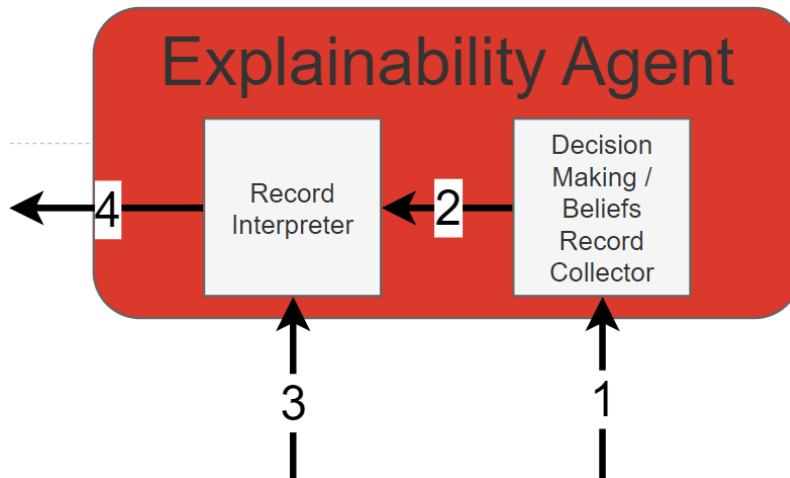 Explainability Agent
Record
Interpreter
Decision
Making /
Beliefs
Record
Collector
4
2
3
1